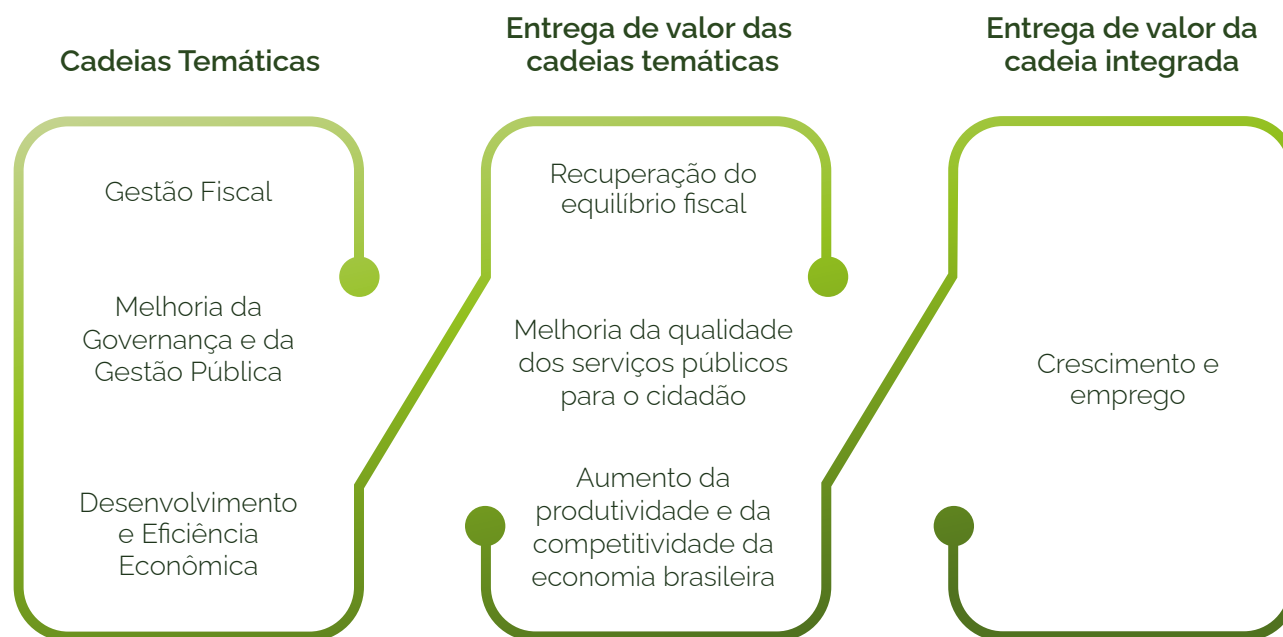 Cadeias Temáticas
Entrega de valor das
cadeias temáticas
Entrega de valor da
cadeia integrada
Gestão Fiscal
Melhoria da
Governança e da
Gestão Pública
Desenvolvimento
e Eficiência
Econômica
Recuperação do
equilíbrio fiscal
Melhoria da qualidade
dos serviços públicos
para o cidadão
Aumento da
produtividade e da
competitividade da
economia brasileira
Crescimento e
emprego